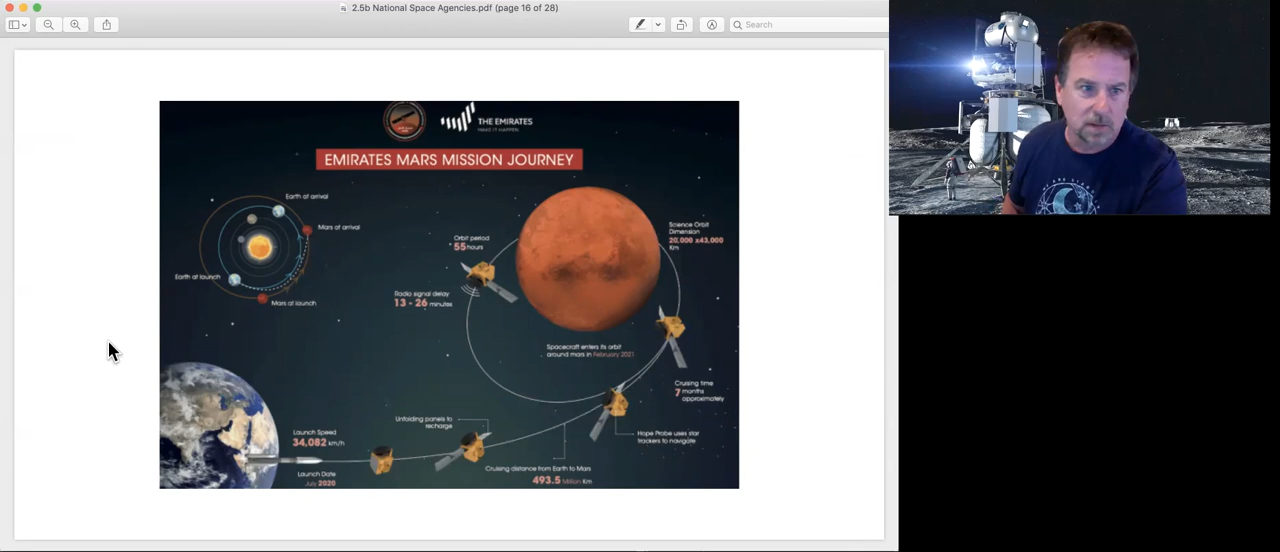 2.5b National Space Agencies.pdf (page 16 of 28)
Search
THE EMIRATES
MAKE IT HAPPEN
EMIRATES MARS MISSION JOURNEY
Earth at arrival
Mars at arrival
Earth at launch
Mars at launch
Orbit period
55 hours
Radio signal delay
13 - 26 minutes
Science Orbit
Dimension
20,000 x43,000
Km
Spacecraft enters its orbit
around mars in February 2021
Cruising time
7 months
approximately
Unfolding panels to
recharge
Hope Probe uses star
trackers to navigate
Launch Speed
34,082 km/h
Launch Date
July 2020
Cruising distance from Earth to Mars
493.5 Million Km